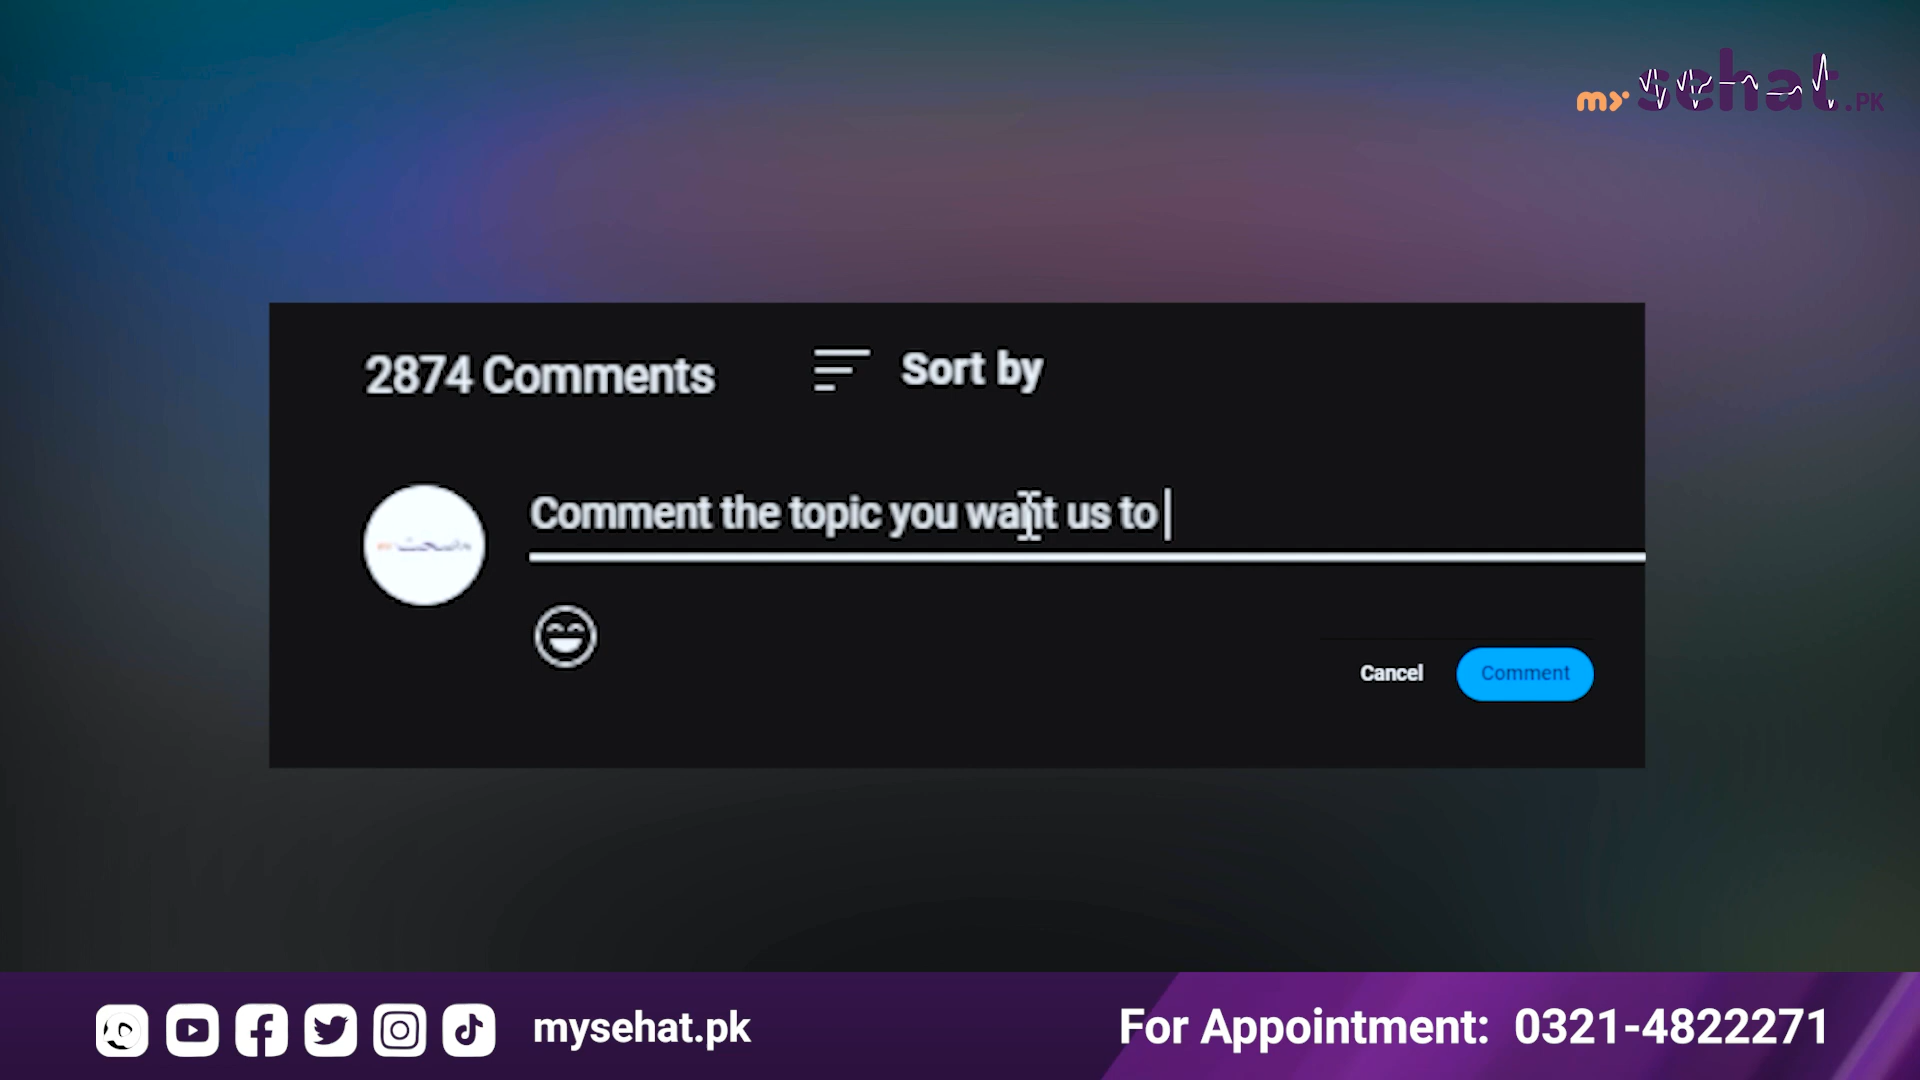 my sehat.PK
2874 Comments
Sort by
Comment the topic you want us to
Cancel
Comment
mysehat.pk
For Appointment: 0321-4822271